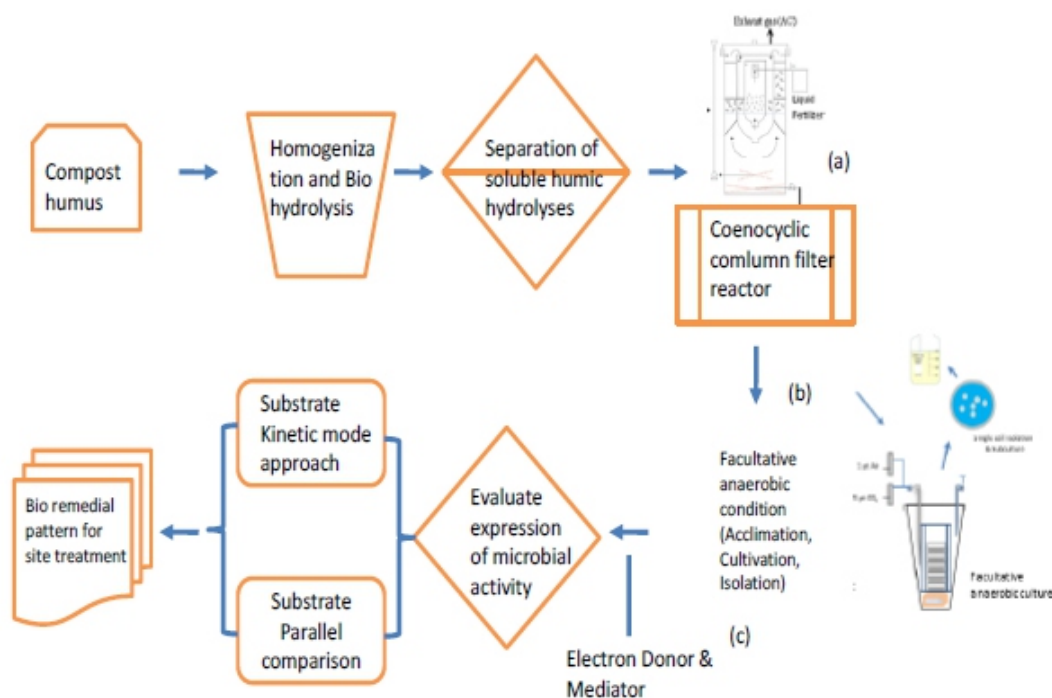 Exhaust gas(AC)
Liquid
Fertilizer
(a)
Compost
humus
Homogeniza
tion and Bio
hydrolysis
Separation of
soluble humic
hydrolyses
Coenocyclic
comlumn filter
reactor
(b)
Facultative
anaerobic
condition
(Acclimation,
Cultivation,
Isolation)
Facultative
anaerobic culture
:
(c)
Electron Donor &
Mediator
Evaluate
expression
of microbial
activity
Substrate
Kinetic mode
approach
Substrate
Parallel
comparison
Bio remedial
pattern for
site treatment